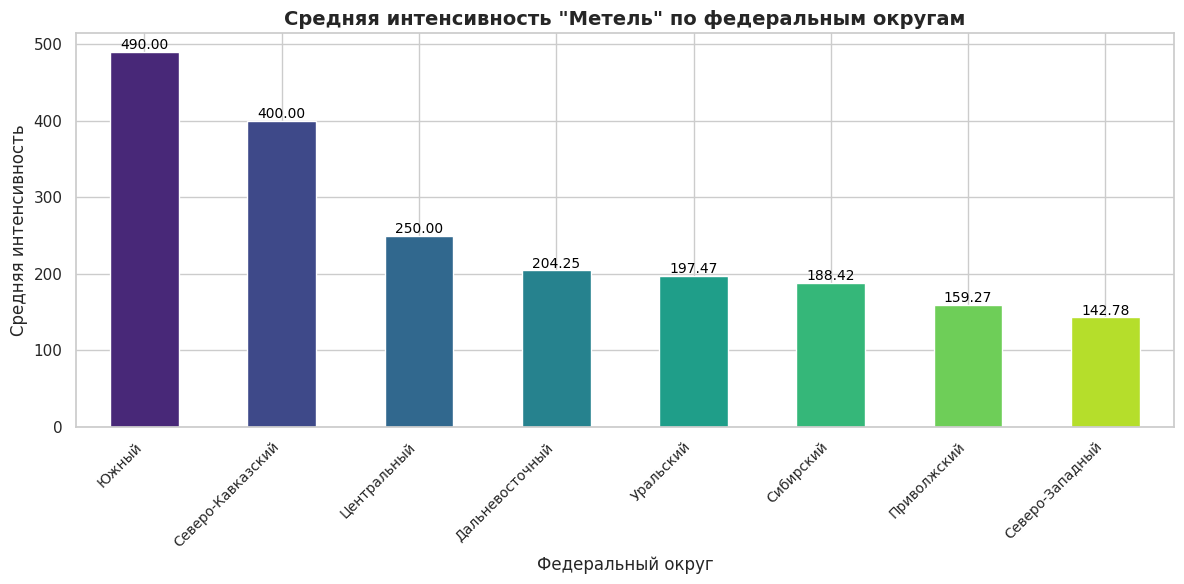 Средняя интенсивность "Метель" по федеральным округам
Средняя интенсивность
500
400
300
200
100
0
490.00
400.00
250.00
204.25
197.47
188.42
159.27
142.78
Южный
Северо-Кавказский
Центральный
Дальневосточный
Уральский
Сибирский
Приволжский
Северо-Западный
Федеральный округ